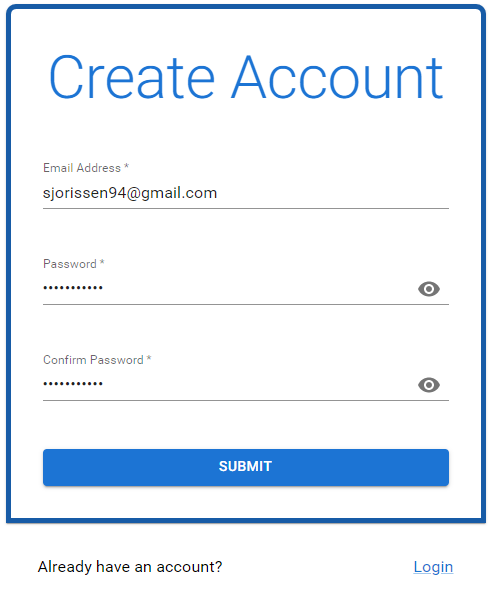 Create Account
Email Address *
sjorissen94@gmail.com
Password *
•••••••••••
Confirm Password *
•••••••••••
SUBMIT
Already have an account? Login